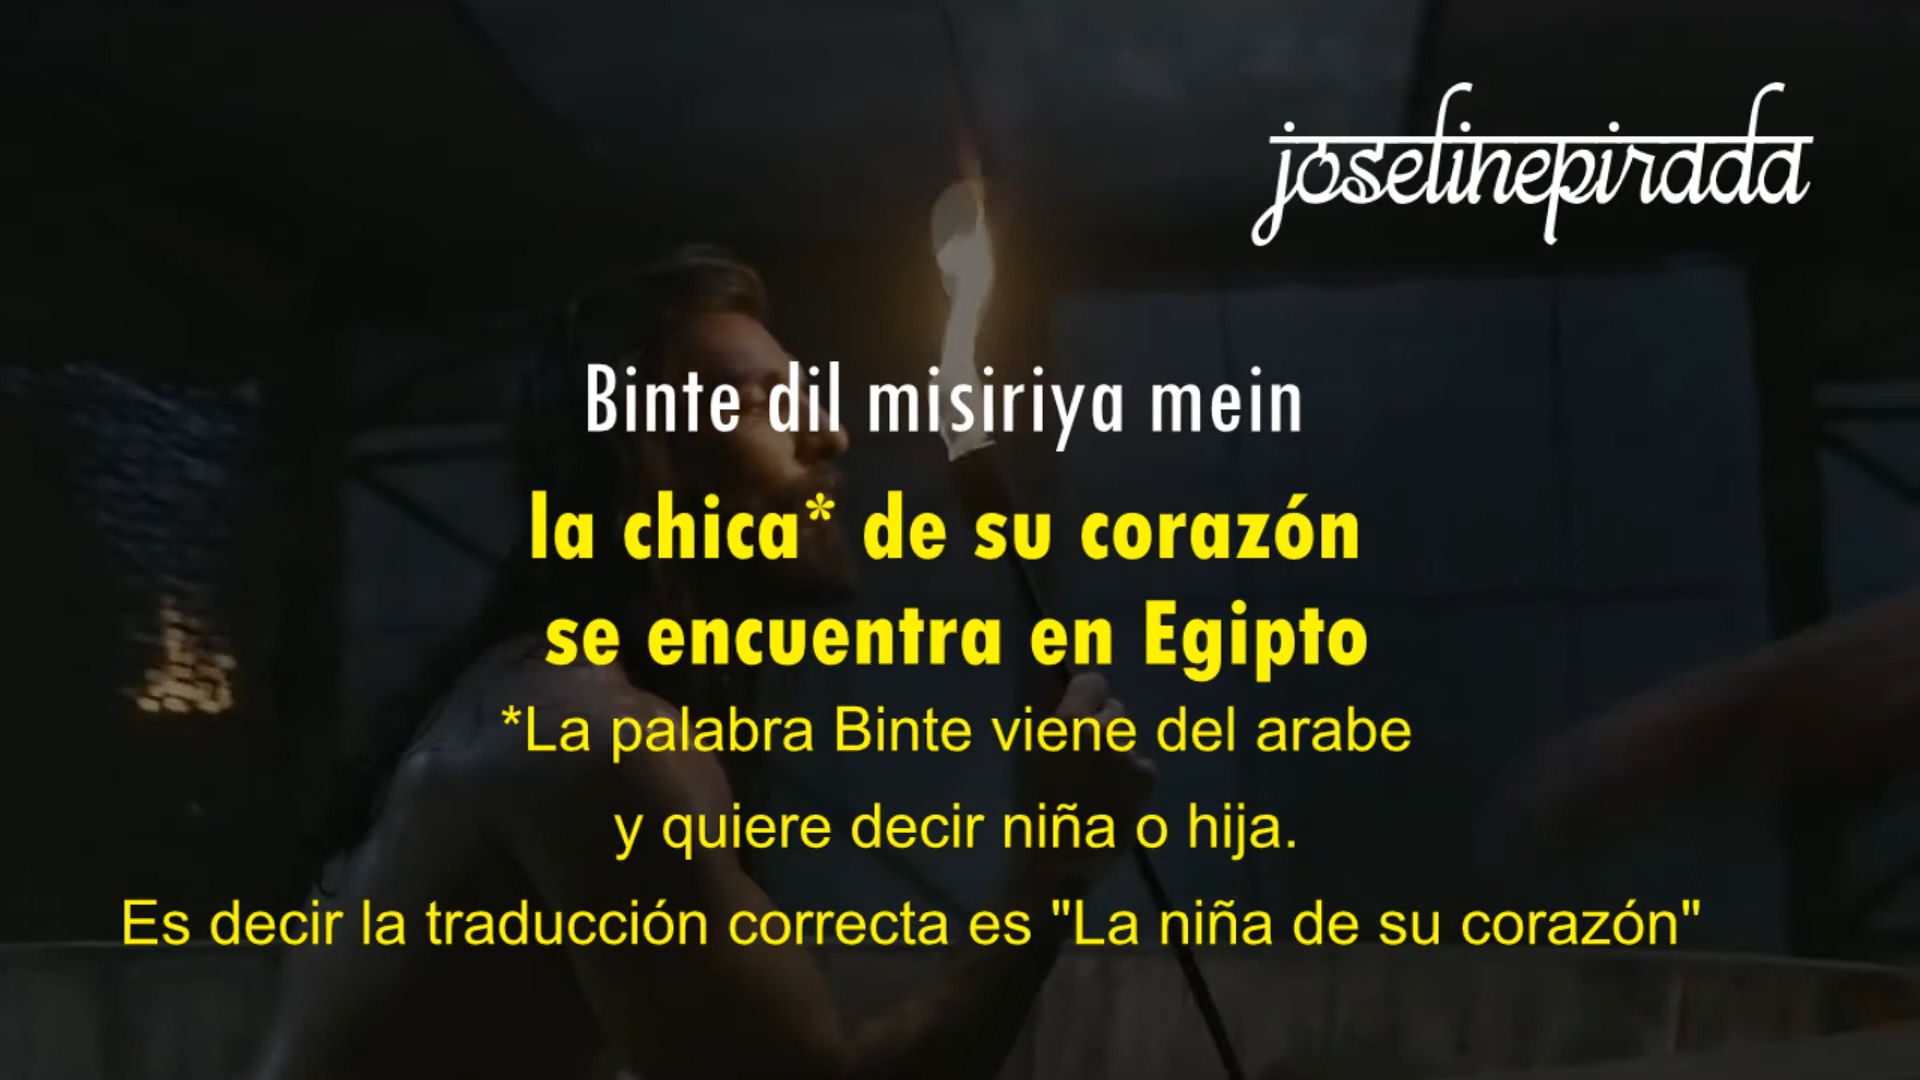 joselinepirada
Binte dil misiriya mein
la chica* de su corazón
se encuentra en Egipto
*La palabra Binte viene del arabe
y quiere decir niña o hija.
Es decir la traducción correcta es "La niña de su corazón"